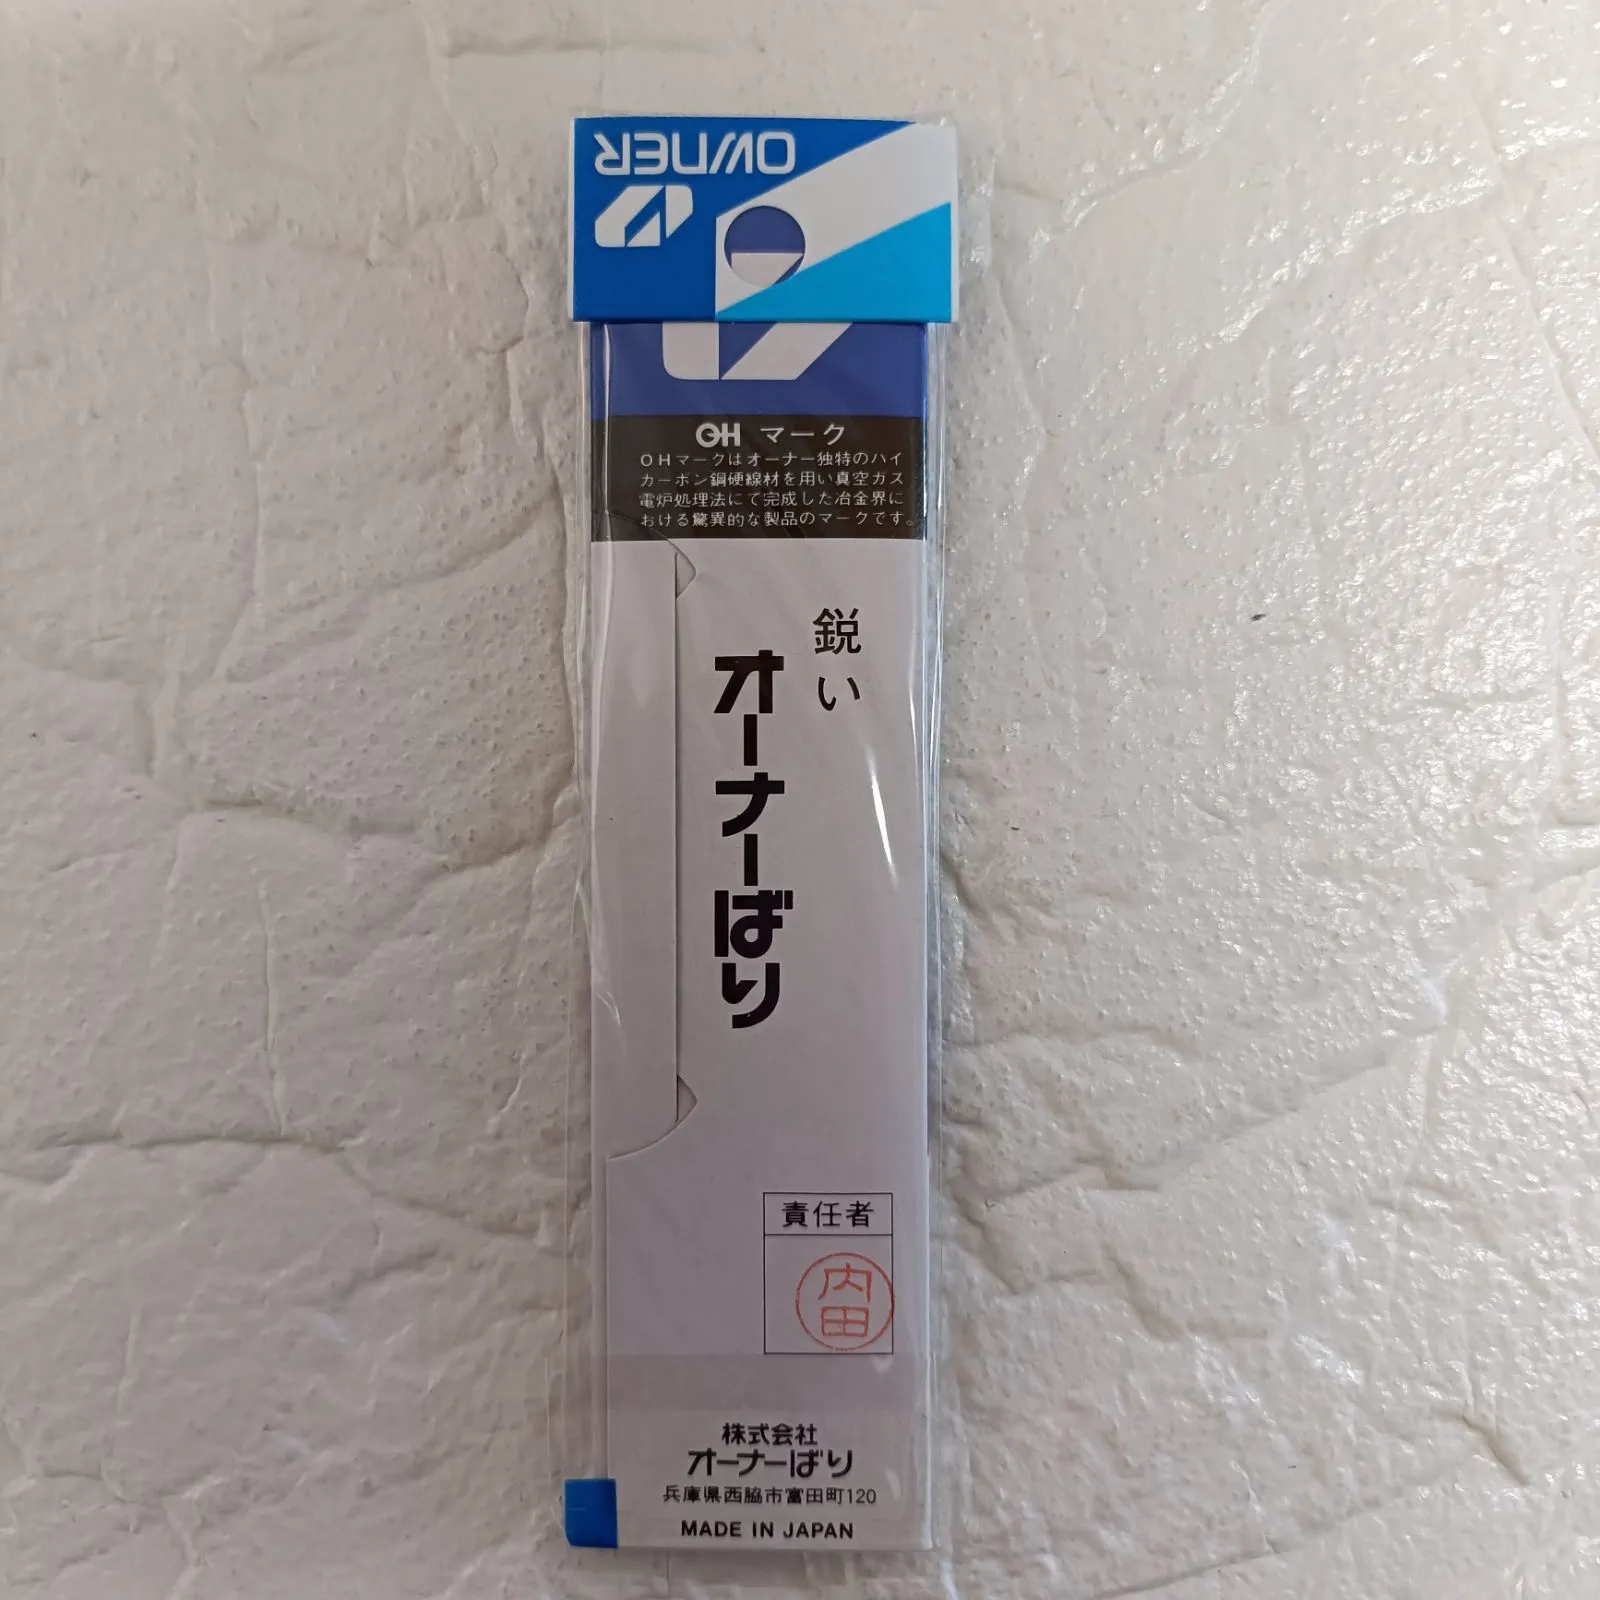 OWNER
OH マーク
OHマークはオーナー独特のハイ
カーボン鋼硬線材を用い真空ガス
電炉処理法にて完成した冶金界に
おける驚異的な製品のマークです。
鋭い
オーナーばり
責任者
内田
株式会社
オーナーばり
兵庫県西脇市富田町120
MADE IN JAPAN